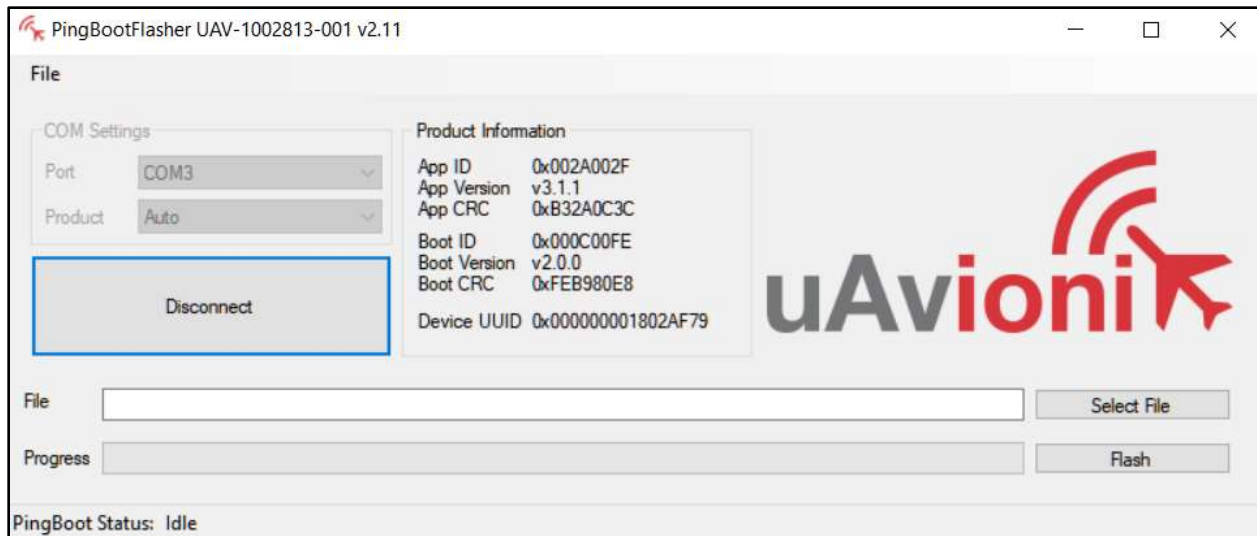 PingBootFlasher UAV-1002813-001 v2.11
File
COM Settings
Port COM3
Product Auto
Disconnect
Product Information
App ID 0x002A002F
App Version v3.1.1
App CRC 0xB32A0C3C
Boot ID 0x000C00FE
Boot Version v2.0.0
Boot CRC 0xFEB980E8
Device UUID 0x000000001802AF79
uAvionix
File Select File
Progress Flash
PingBoot Status: Idle